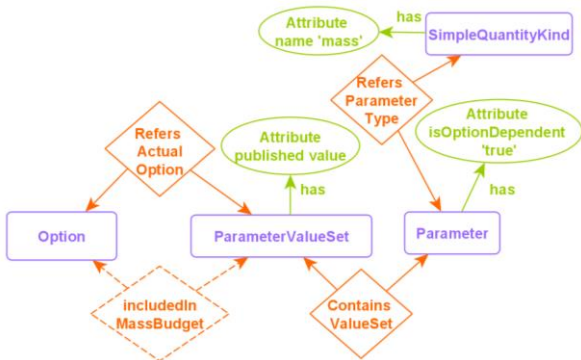 Attribute
name 'mass'
has
SimpleQuantityKind
Refers
Parameter
Type
Refers
Actual
Option
Attribute
published value
Attribute
isOptionDependent
'true'
has
has
Option
ParameterValueSet
Parameter
includedIn
MassBudget
Contains
ValueSet